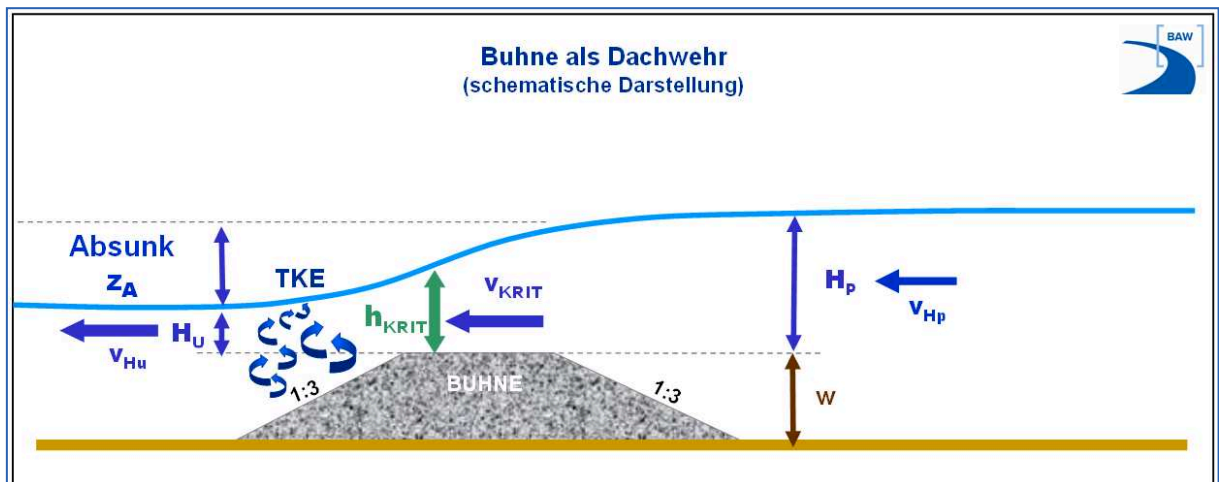 BAW
Buhne als Dachwehr
(schematische Darstellung)
Absunk
zA
TKE
vKRIT
Hp
vHp
hKRIT
HU
vHu
1:3
BUHNE
1:3
w